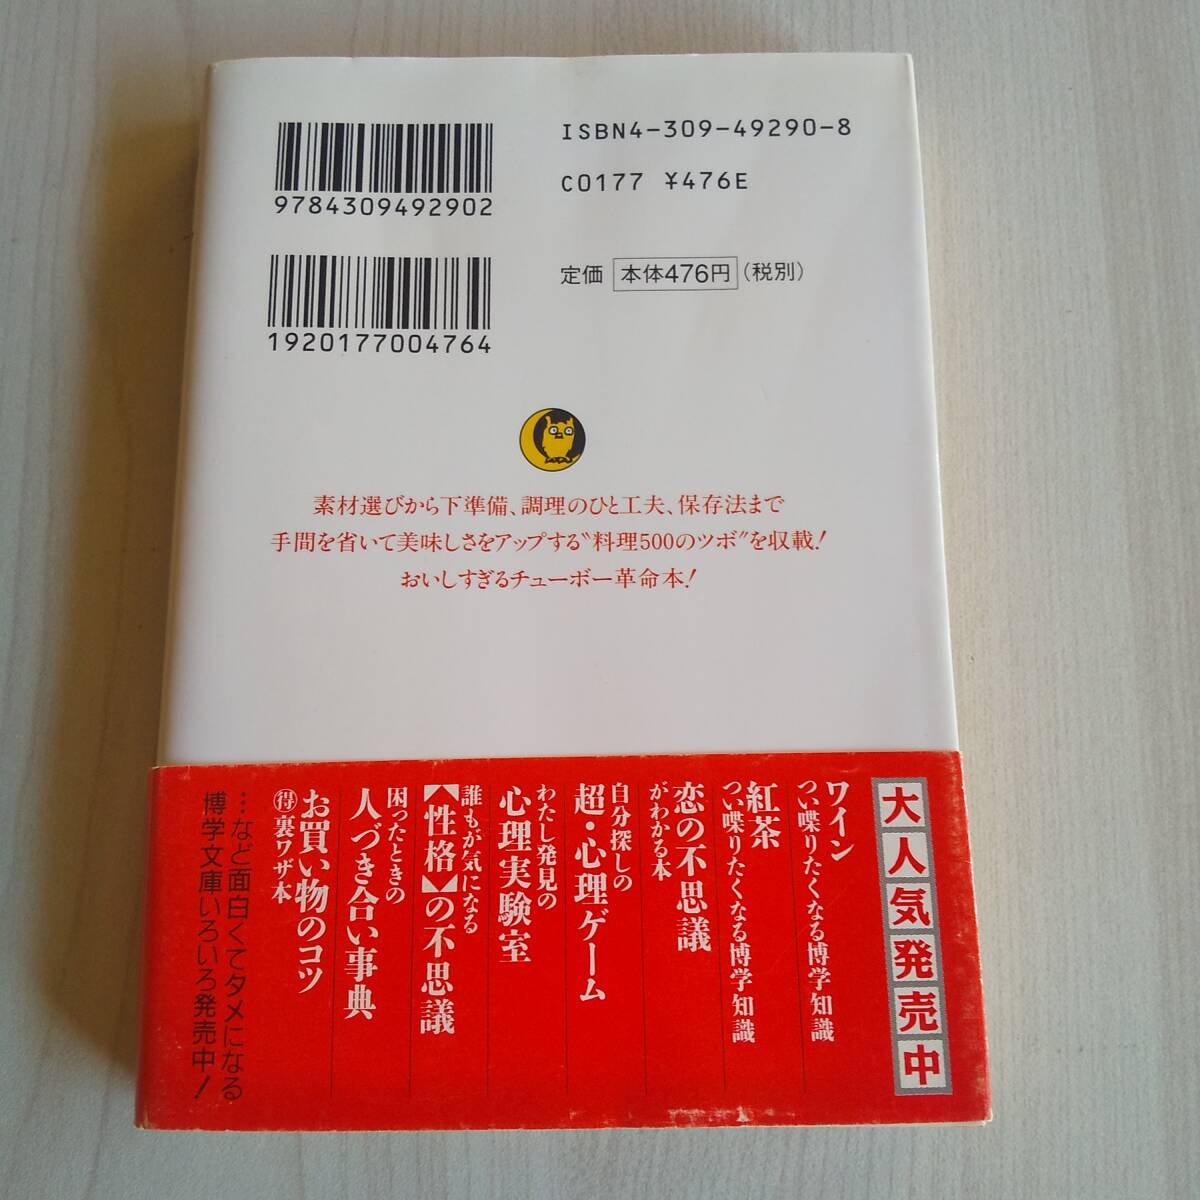 ISBN4-309-49290-8
C0177 ¥476E
9784309492902
1920177004764
定価 本体476円(税別)
素材選びから下準備、調理のひと工夫、保存法まで
手間を省いて美味しさをアップする〝料理500のツボ〟を収載!
おいしすぎるチューボー革命本!
大人気発売中
ワイン
つい喋りたくなる博学知識
紅茶
つい喋りたくなる博学知識
恋の不思議
がわかる本
自分探しの
超・心理ゲーム
わたし発見の
心理実験室
誰もが気になる
【性格】の不思議
困ったときの
人づき合い事典
お買い物のコツ
㊝裏ワザ本
…など面白くてタメになる
博学文庫いろいろ発売中!